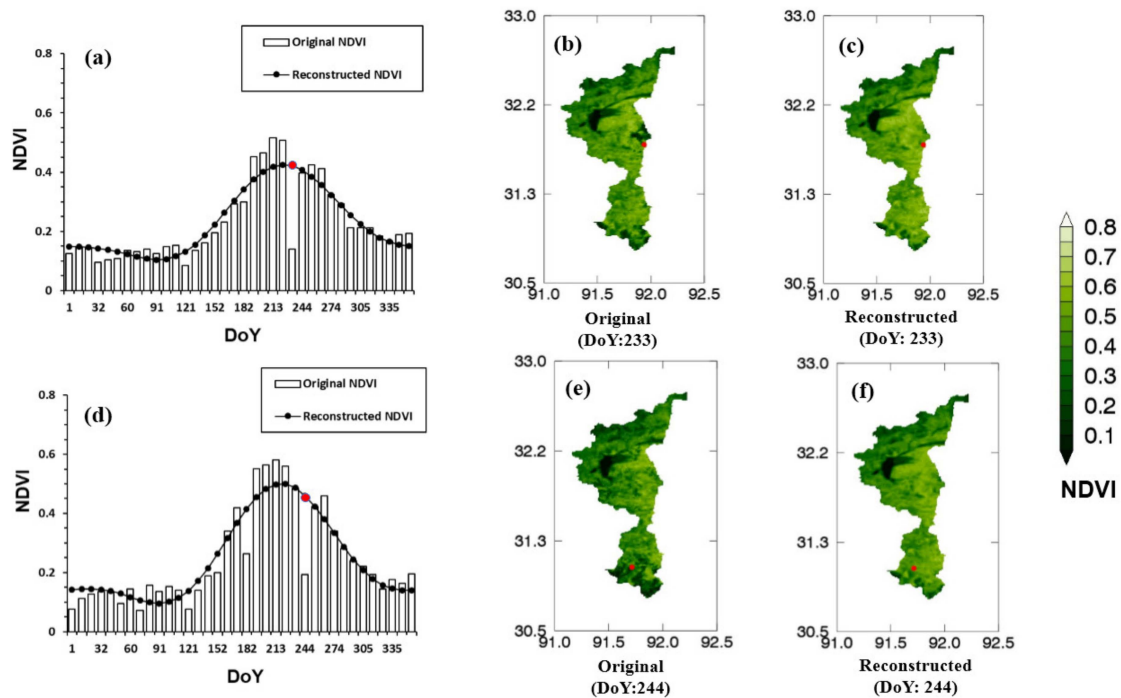 (a)
Original NDVI
Reconstructed NDVI
0.8
0.6
0.4
0.2
0
NDVI
1 32 60 91 121 152 182 213 244 274 305 335
DoY
(b)
33.0
32.2
31.3
30.5
91.0 91.5 92.0 92.5
Original
(DoY:233)
(c)
33.0
32.2
31.3
30.5
91.0 91.5 92.0 92.5
Reconstructed
(DoY: 233)
(d)
Original NDVI
Reconstructed NDVI
0.8
0.6
0.4
0.2
0
NDVI
1 32 60 91 121 152 182 213 244 274 305 335
DoY
(e)
33.0
32.2
31.3
30.5
91.0 91.5 92.0 92.5
Original
(DoY:244)
(f)
33.0
32.2
31.3
30.5
91.0 91.5 92.0 92.5
Reconstructed
(DoY: 244)
0.8
0.7
0.6
0.5
0.4
0.3
0.2
0.1
NDVI